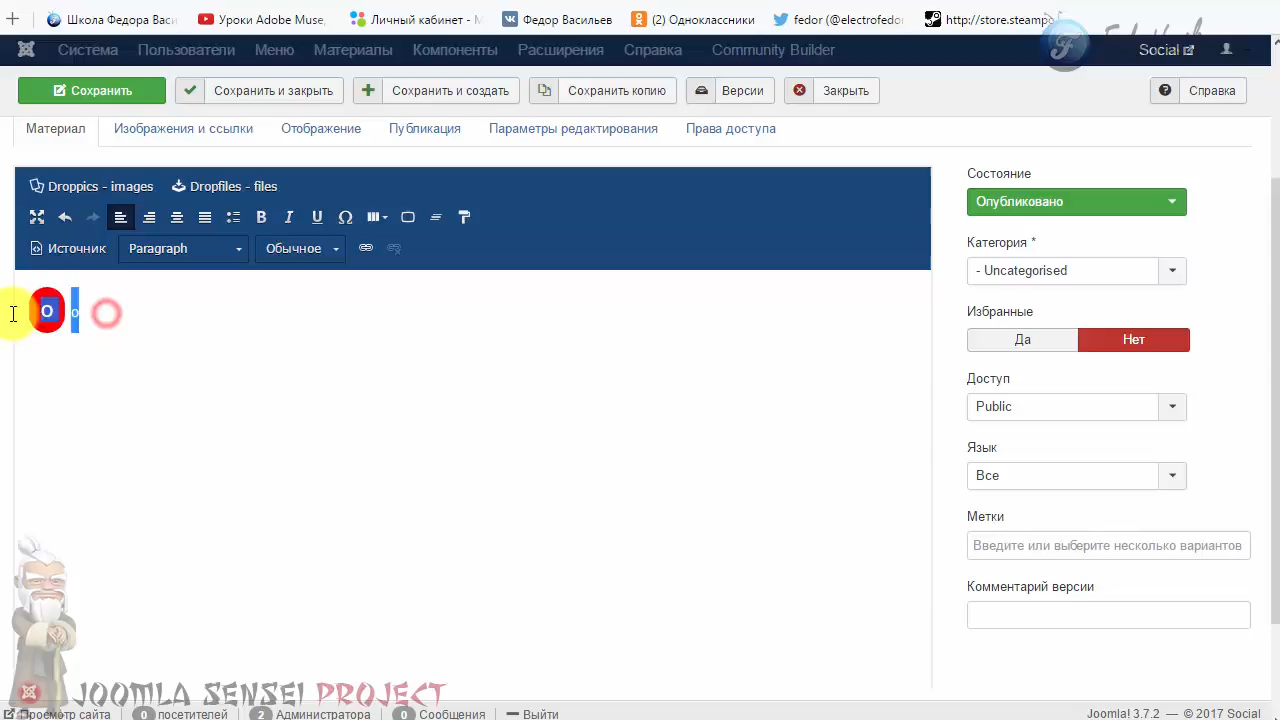 Школа Федора Васи
Уроки Adobe Muse,
Личный кабинет - М
Федор Васильев
(2) Одноклассники
fedor (@electrofedor
http://store.steampo
Система Пользователи Меню Материалы Компоненты Расширения Справка Community Builder Social
Сохранить Сохранить и закрыть Сохранить и создать Сохранить копию Версии Закрыть Справка
Материал Изображения и ссылки Отображение Публикация Параметры редактирования Права доступа
Droppics - images Dropfiles - files
B I U Ω
Источник Paragraph Обычное
О о
Состояние
Опубликовано
Категория *
- Uncategorised
Избранные
Да Нет
Доступ
Public
Язык
Все
Метки
Введите или выберите несколько вариантов
Комментарий версии
JOOMLA SENSEI PROJECT
Просмотр сайта 0 посетителей 2 Администратора 0 Сообщения Выйти Joomla! 3.7.2 — © 2017 Social